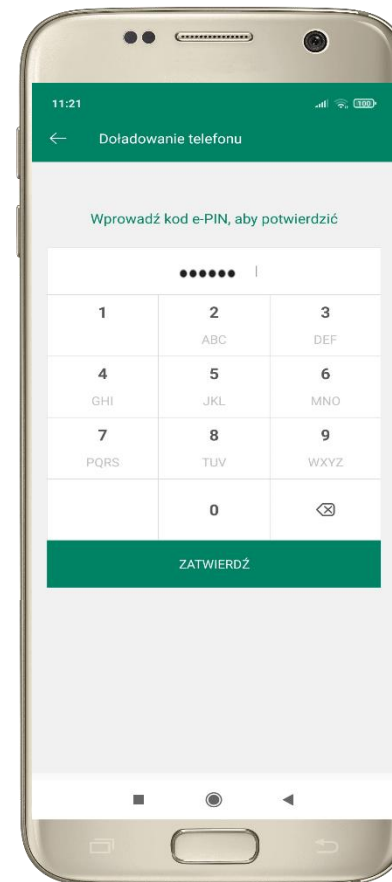 11:21
100
Doładowanie telefonu
Wprowadź kod e-PIN, aby potwierdzić
1 2 3
ABC DEF
4 5 6
GHI JKL MNO
7 8 9
PQRS TUV WXYZ
0
ZATWIERDŹ